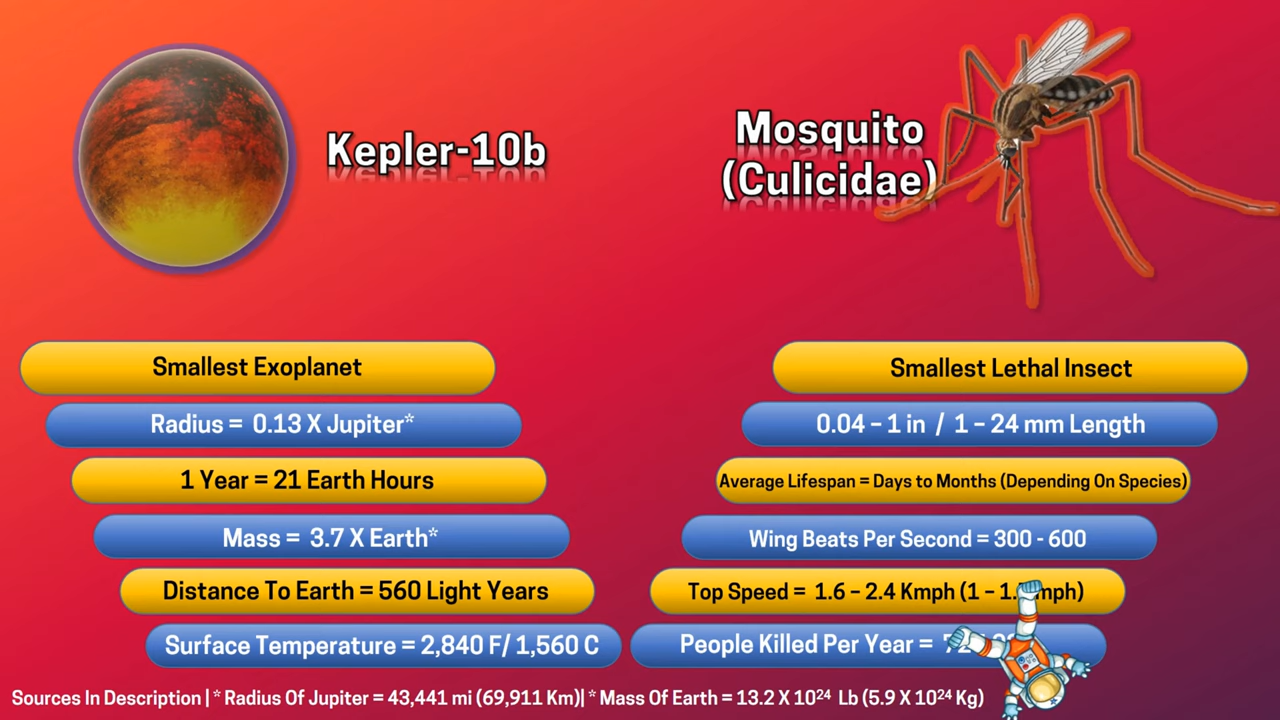 Kepler-10b
Mosquito
(Culicidae)
Smallest Exoplanet
Radius = 0.13 X Jupiter*
1 Year = 21 Earth Hours
Mass = 3.7 X Earth*
Distance To Earth = 560 Light Years
Surface Temperature = 2,840 F/ 1,560 C
Smallest Lethal Insect
0.04 – 1 in / 1 – 24 mm Length
Average Lifespan = Days to Months (Depending On Species)
Wing Beats Per Second = 300 - 600
Top Speed = 1.6 – 2.4 Kmph (1 – mph)
People Killed Per Year =
Sources In Description | * Radius Of Jupiter = 43,441 mi (69,911 Km)| * Mass Of Earth = 13.2 X 10²⁴ Lb (5.9 X 10²⁴ Kg)